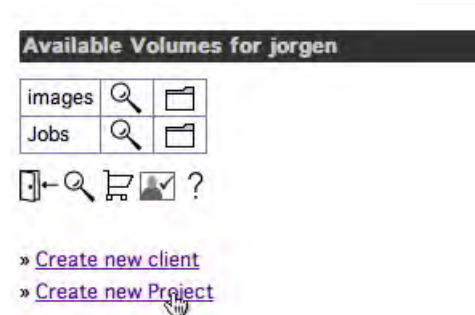 Available Volumes for jorgen
images
Jobs
?
» Create new client
» Create new Project